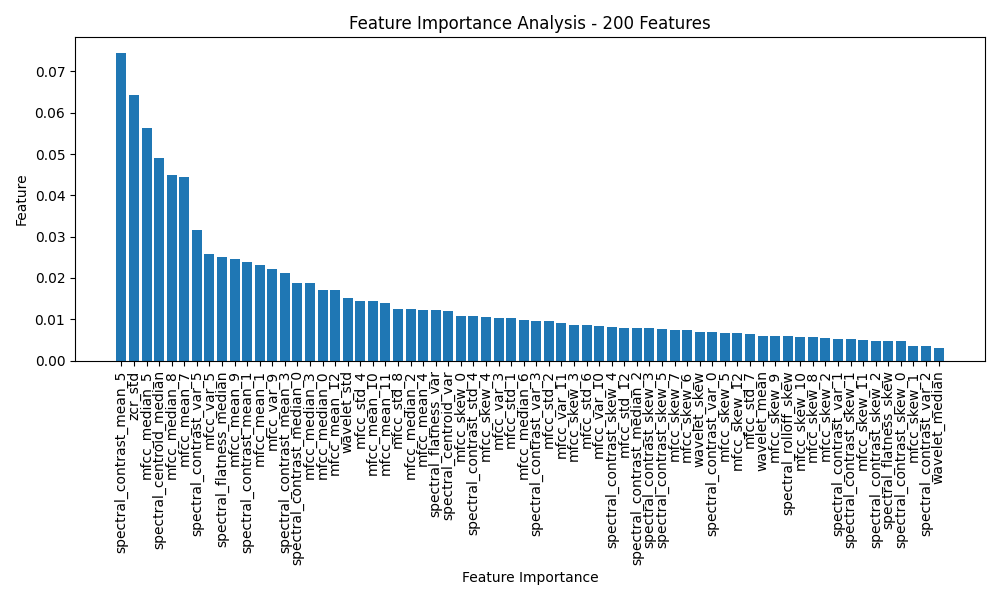 Feature Importance Analysis - 200 Features
0.07
0.06
0.05
0.04
0.03
0.02
0.01
0.00
Feature
spectral_contrast_mean_5
zcr_std
mfcc_median_5
spectral_centroid_median
mfcc_median_8
mfcc_mean_7
spectral_contrast_var_5
mfcc_var_5
spectral_flatness_median
mfcc_mean_9
spectral_contrast_mean_1
mfcc_mean_1
mfcc_var_9
spectral_contrast_mean_3
spectral_contrast_median_0
mfcc_median_3
mfcc_median_0
mfcc_mean_12
wavelet_std
mfcc_std_4
mfcc_mean_10
mfcc_mean_11
mfcc_std_8
mfcc_median_2
mfcc_mean_4
spectral_flatness_var
spectral_centroid_var
mfcc_skew_0
spectral_contrast_std_4
mfcc_skew_4
mfcc_var_3
mfcc_std_1
mfcc_median_6
spectral_contrast_var_3
mfcc_std_2
mfcc_var_11
mfcc_skew_3
mfcc_std_6
mfcc_var_10
spectral_contrast_skew_4
mfcc_std_12
spectral_contrast_median_2
spectral_contrast_skew_3
spectral_contrast_skew_5
mfcc_skew_7
mfcc_skew_6
wavelet_skew
spectral_contrast_var_0
mfcc_skew_5
mfcc_skew_12
mfcc_std_7
wavelet_mean
mfcc_skew_9
spectral_rolloff_skew
mfcc_skew_10
mfcc_skew_8
mfcc_skew_2
spectral_contrast_var_1
spectral_contrast_skew_1
mfcc_skew_11
spectral_contrast_skew_2
spectral_flatness_skew
spectral_contrast_skew_0
mfcc_skew_1
spectral_contrast_var_2
wavelet_median
Feature Importance